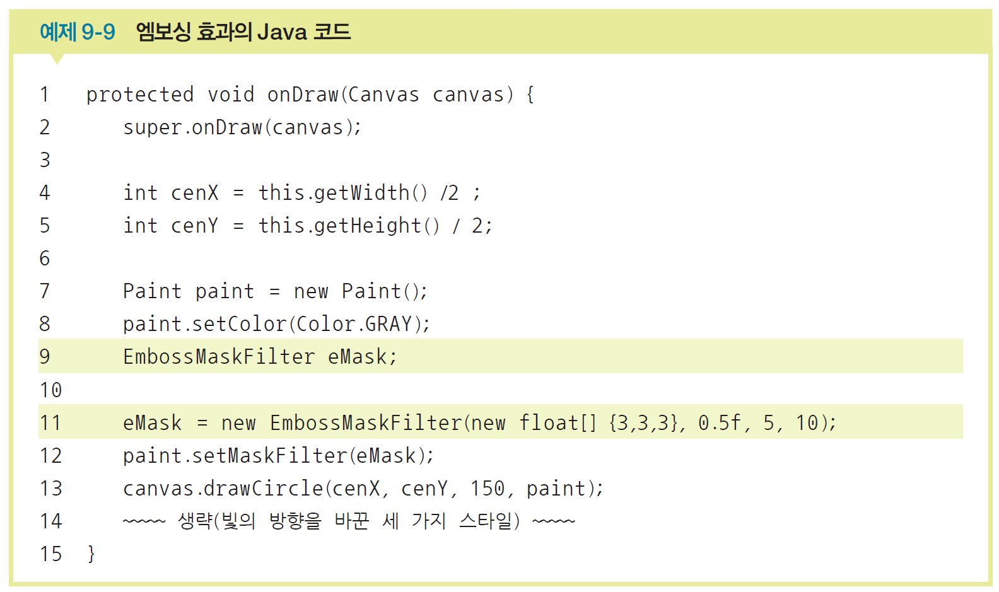 예제 9-9 엠보싱 효과의 Java 코드
1 protected void onDraw(Canvas canvas) {
2 super.onDraw(canvas);
3
4 int cenX = this.getWidth() /2 ;
5 int cenY = this.getHeight() / 2;
6
7 Paint paint = new Paint();
8 paint.setColor(Color.GRAY);
9 EmbossMaskFilter eMask;
10
11 eMask = new EmbossMaskFilter(new float[] {3,3,3}, 0.5f, 5, 10);
12 paint.setMaskFilter(eMask);
13 canvas.drawCircle(cenX, cenY, 150, paint);
14 ~~~~~ 생략(빛의 방향을 바꾼 세 가지 스타일) ~~~~~
15 }